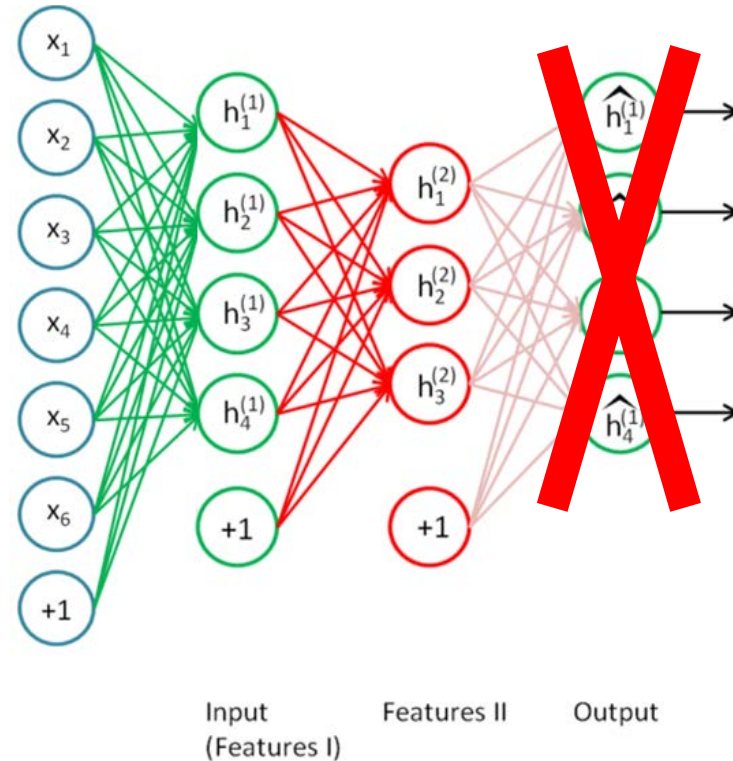 x₁
x₂
x₃
x₄
x₅
x₆
+1
h₁⁽¹⁾
h₂⁽¹⁾
h₃⁽¹⁾
h₄⁽¹⁾
+1
h₁⁽²⁾
h₂⁽²⁾
h₃⁽²⁾
+1
ĥ₁⁽¹⁾
ĥ₄⁽¹⁾
Input
(Features I)
Features II
Output